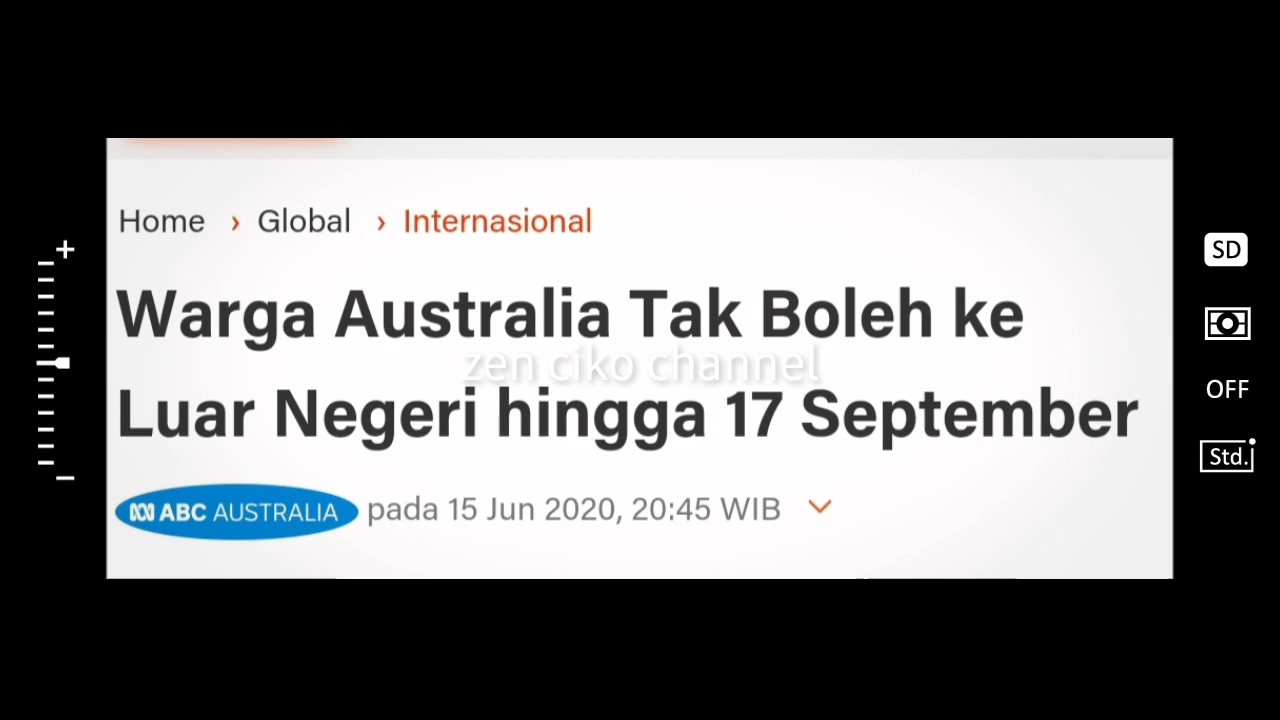 Home › Global › Internasional
Warga Australia Tak Boleh ke
zen ciko channel
Luar Negeri hingga 17 September
ABC AUSTRALIA pada 15 Jun 2020, 20:45 WIB
+
-
SD
OFF
Std.